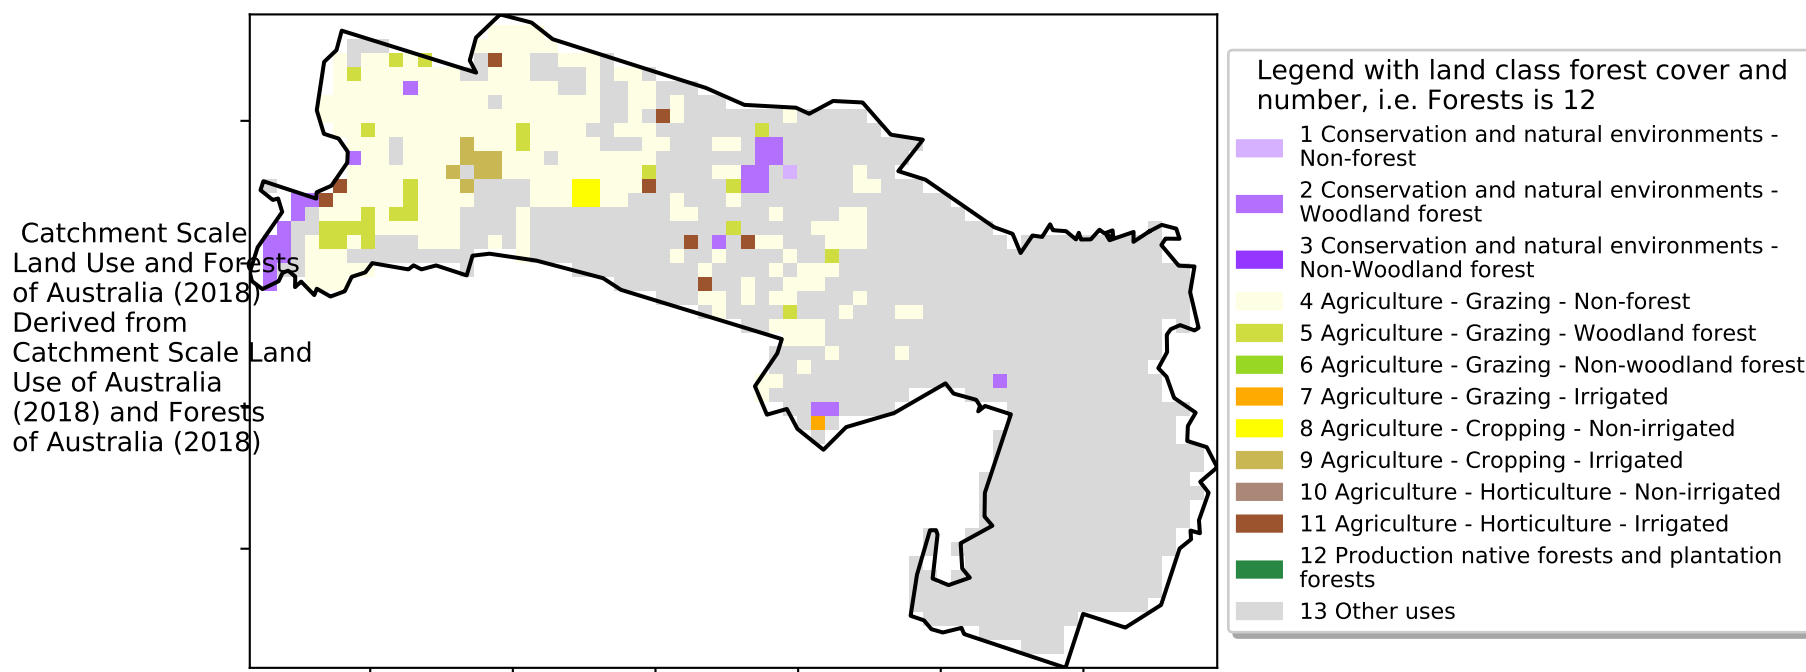 Catchment Scale
Land Use and Forests
of Australia (2018)
Derived from
Catchment Scale Land
Use of Australia
(2018) and Forests
of Australia (2018)
Legend with land class forest cover and
number, i.e. Forests is 12
1 Conservation and natural environments -
Non-forest
2 Conservation and natural environments -
Woodland forest
3 Conservation and natural environments -
Non-Woodland forest
4 Agriculture - Grazing - Non-forest
5 Agriculture - Grazing - Woodland forest
6 Agriculture - Grazing - Non-woodland forest
7 Agriculture - Grazing - Irrigated
8 Agriculture - Cropping - Non-irrigated
9 Agriculture - Cropping - Irrigated
10 Agriculture - Horticulture - Non-irrigated
11 Agriculture - Horticulture - Irrigated
12 Production native forests and plantation
forests
13 Other uses